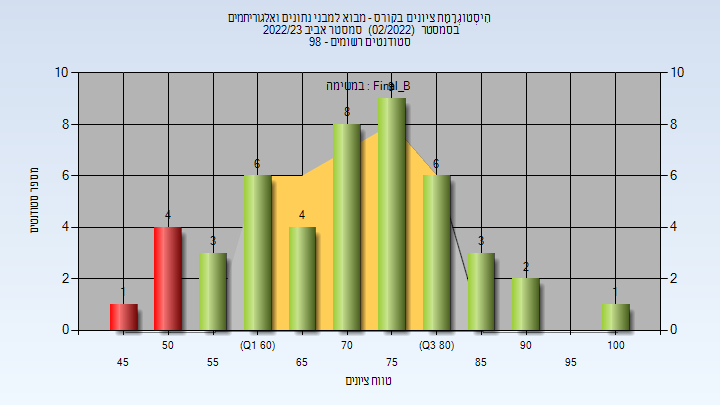 הִיסְטוֹגְרָמַת ציונים בקורס - מבוא למבני נתונים ואלגוריתמים
בסמסטר (02/2022) סמסטר אביב 2022/23
סטודנטים רשומים - 98
במשימה : Final_B
מספר סטודנטים
10 8 6 4 2 0
10 8 6 4 2 0
1 4 3 6 4 8 9 6 3 2 1
50 (Q1 60) 70 (Q3 80) 90 100
45 55 65 75 85 95
טווח ציונים